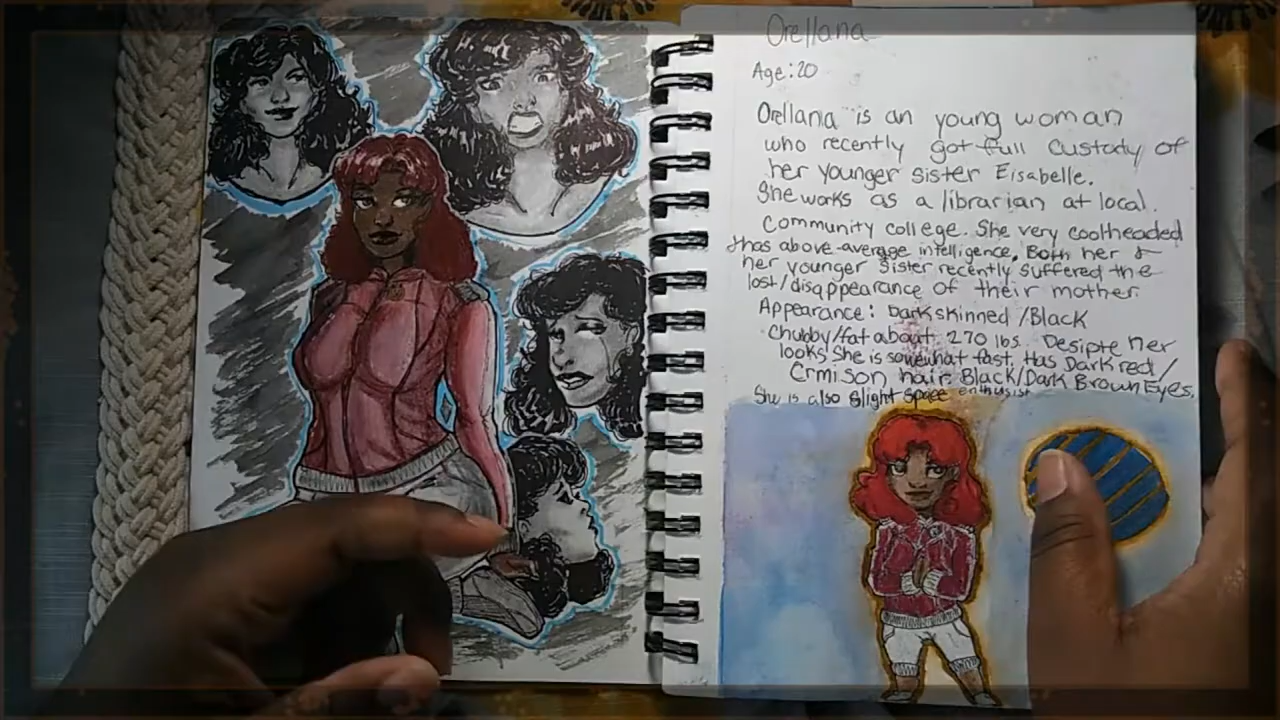 Orellana
Age:20
Orellana is an young woman
who recently got full custody of
her younger sister Eisabelle.
She works as a librarian at local
Community college. She very coolheaded
& has above-average intelligence. Both her &
her younger sister recently suffered the
lost/disappearance of their mother.
Appearance: Dark skinned/Black
Chubby/fat about 270 lbs. Desipte Her
looks She is somewhat fast. Has Dark red/
Crmison hair. Black/Dark Brown Eyes.
She is also slight space enthusist